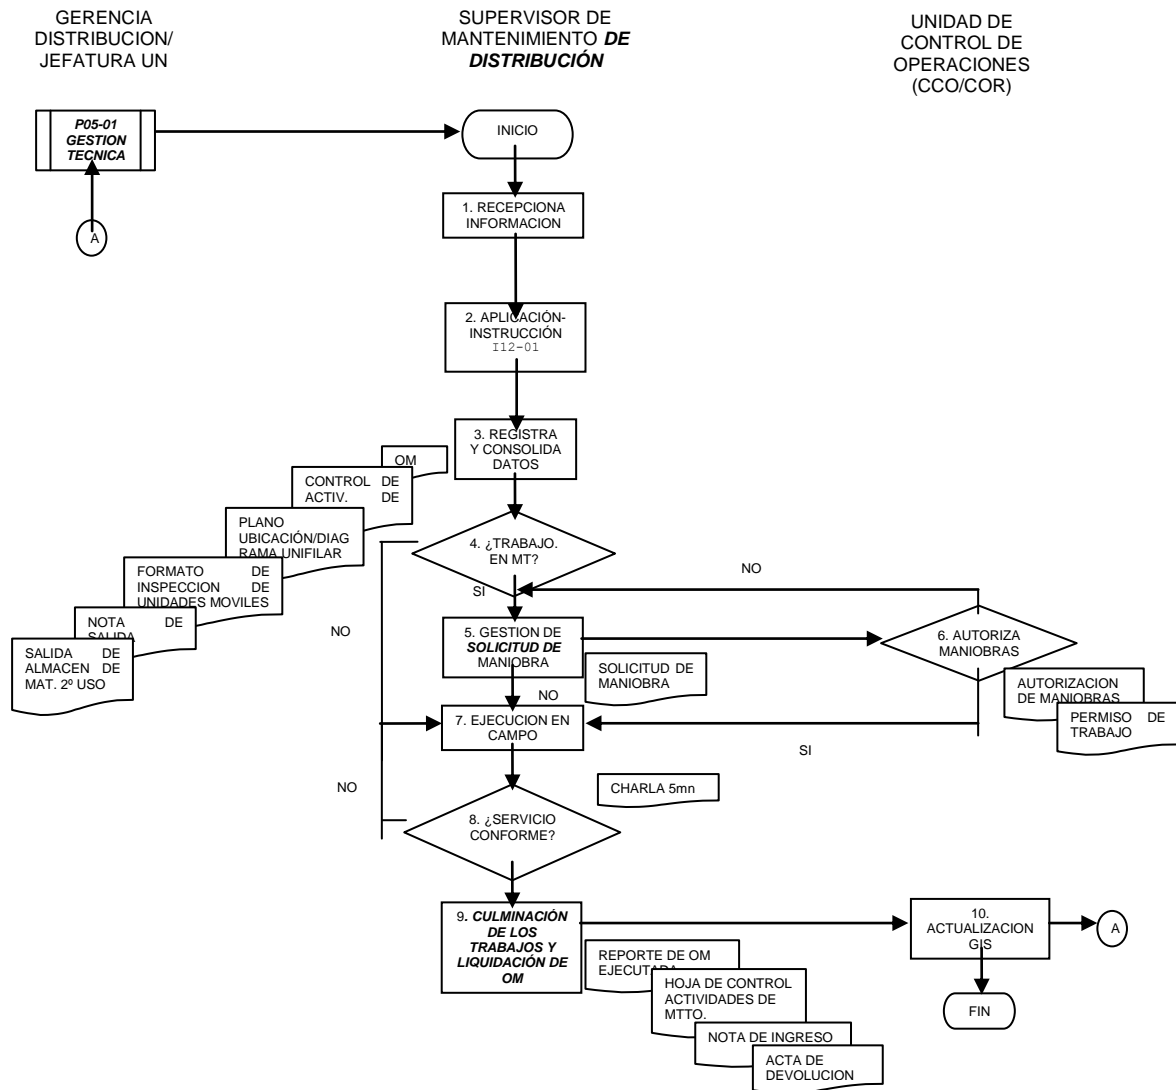 GERENCIA
DISTRIBUCION/
JEFATURA UN
SUPERVISOR DE
MANTENIMIENTO DE
DISTRIBUCIÓN
UNIDAD DE
CONTROL DE
OPERACIONES
(CCO/COR)
P05-01
GESTION
TECNICA
INICIO
A
1. RECEPCIONA
INFORMACION
2. APLICACIÓN-
INSTRUCCIÓN
I12-01
3. REGISTRA
Y CONSOLIDA
DATOS
OM
CONTROL DE
ACTIV. DE
PLANO
UBICACIÓN/DIAG
RAMA UNIFILAR
FORMATO DE
INSPECCION DE
UNIDADES MOVILES
NOTA DE
SALIDA
SALIDA DE
ALMACEN DE
MAT. 2º USO
4. ¿TRABAJO.
EN MT?
SI
NO
NO
5. GESTION DE
SOLICITUD DE
MANIOBRA
SOLICITUD DE
MANIOBRA
6. AUTORIZA
MANIOBRAS
AUTORIZACION
DE MANIOBRAS
PERMISO DE
TRABAJO
NO
7. EJECUCION EN
CAMPO
SI
NO
CHARLA 5mn
8. ¿SERVICIO
CONFORME?
9. CULMINACIÓN
DE LOS
TRABAJOS Y
LIQUIDACIÓN DE
OM
REPORTE DE OM
EJECUTADA
HOJA DE CONTROL
ACTIVIDADES DE
MTTO.
NOTA DE INGRESO
ACTA DE
DEVOLUCION
10.
ACTUALIZACION
GIS
A
FIN